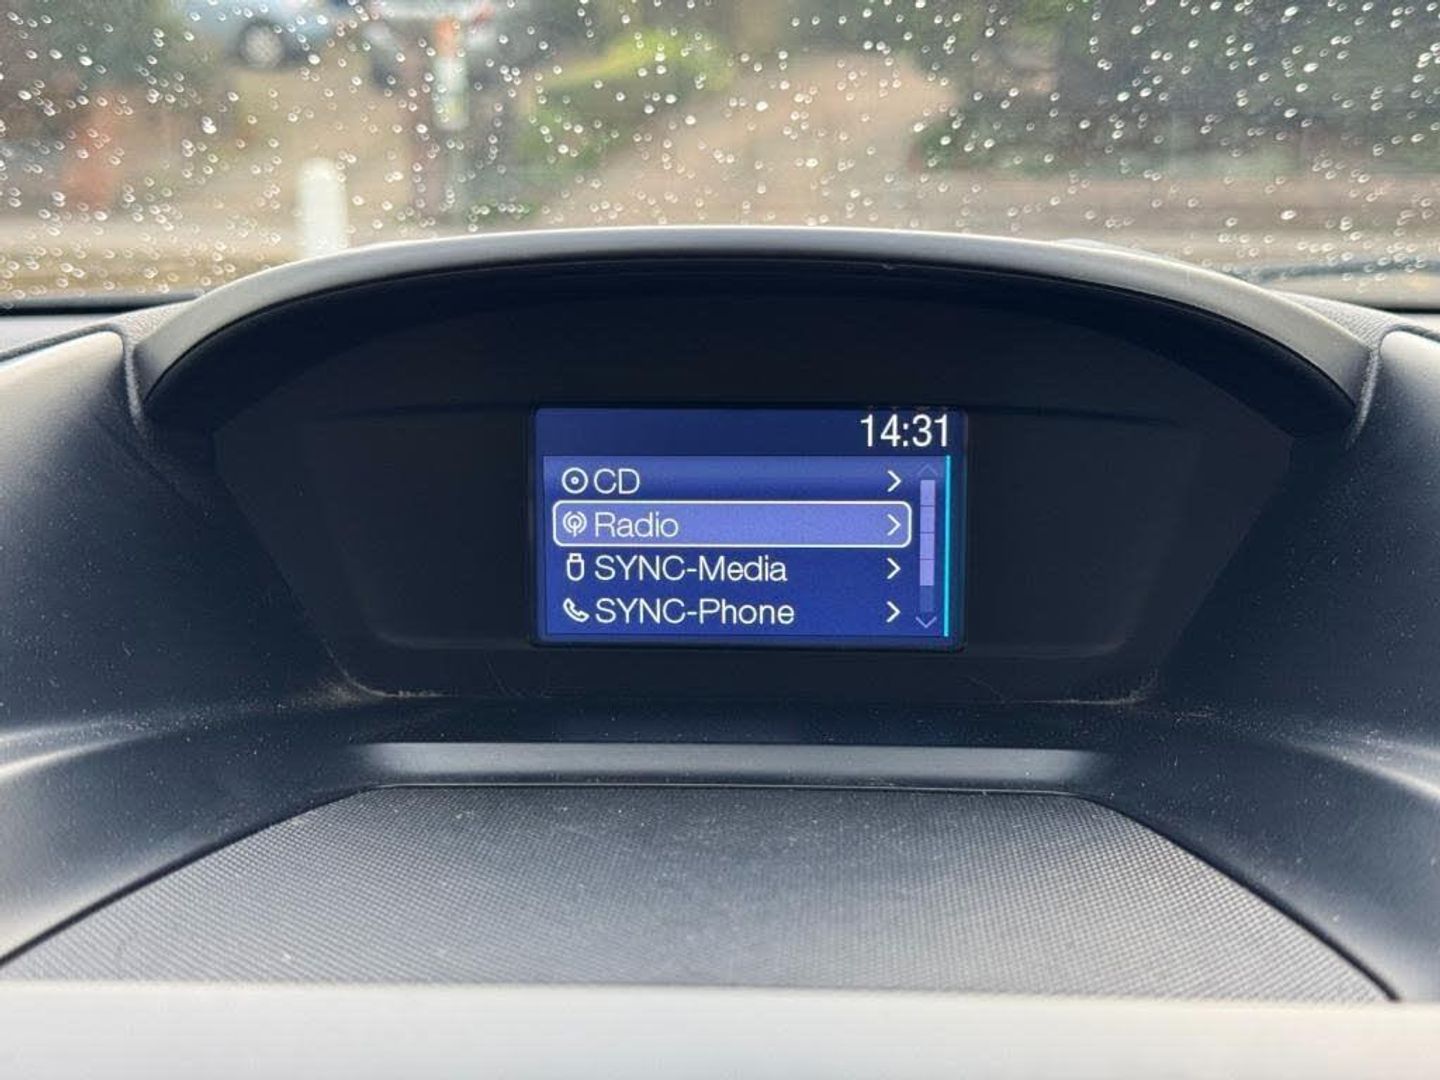 14:31
CD
Radio
SYNC-Media
SYNC-Phone